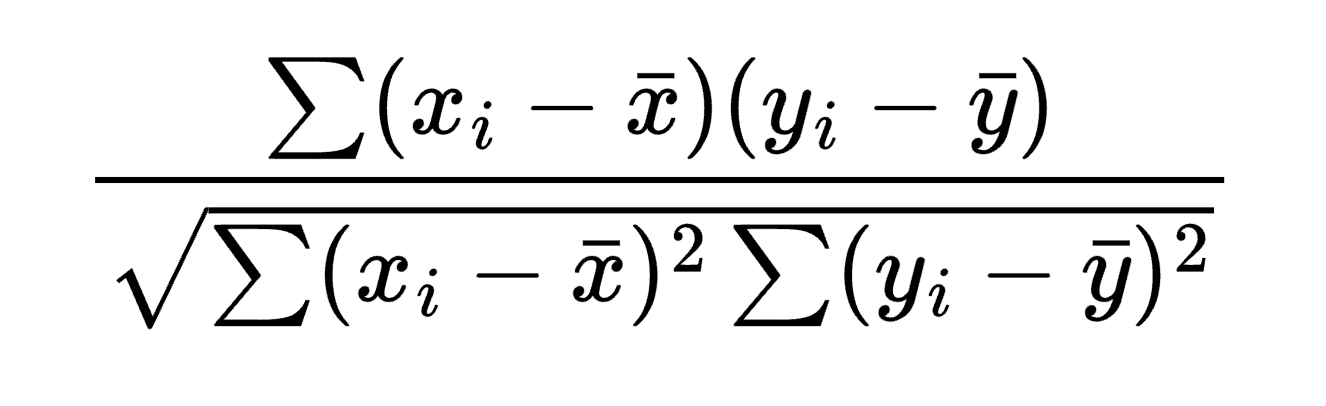 ∑(xᵢ − x̄)(yᵢ − ȳ)
√∑(xᵢ − x̄)² ∑(yᵢ − ȳ)²